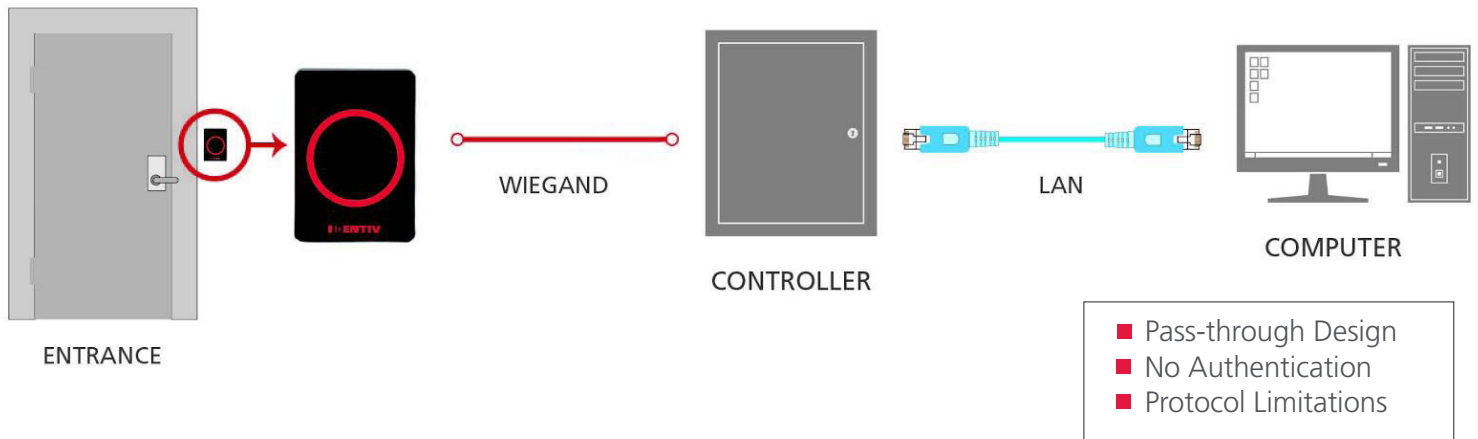 IDENTIV
WIEGAND
LAN
COMPUTER
CONTROLLER
ENTRANCE
Pass-through Design
No Authentication
Protocol Limitations